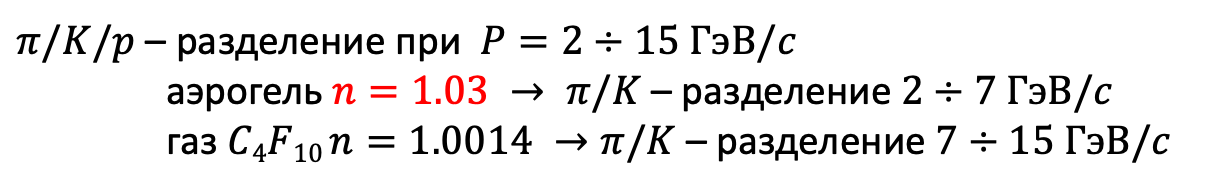 π/K/p – разделение при P = 2 ÷ 15 ГэВ/c
аэрогель n = 1.03 → π/K – разделение 2 ÷ 7 ГэВ/c
газ C₄F₁₀ n = 1.0014 → π/K – разделение 7 ÷ 15 ГэВ/c